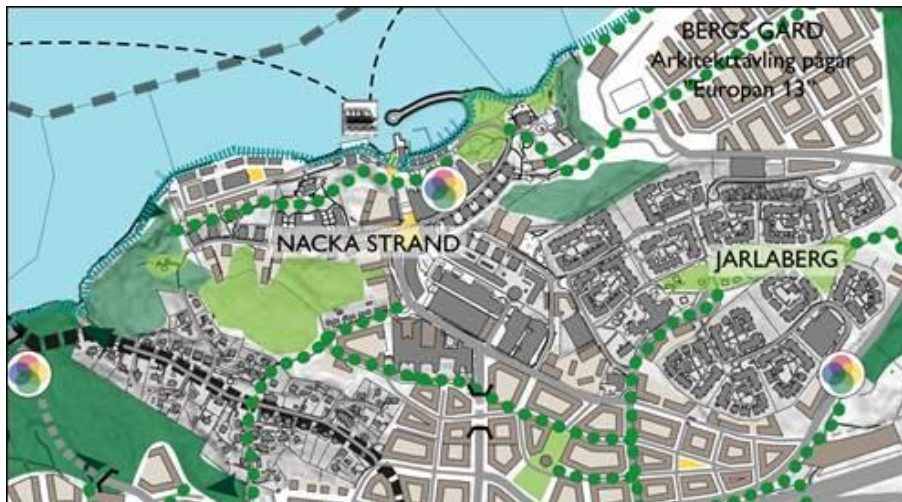 BERGS GÅRD
Arkitekttävling pågår
"Europan 13"
NACKA STRAND
JARLABERG